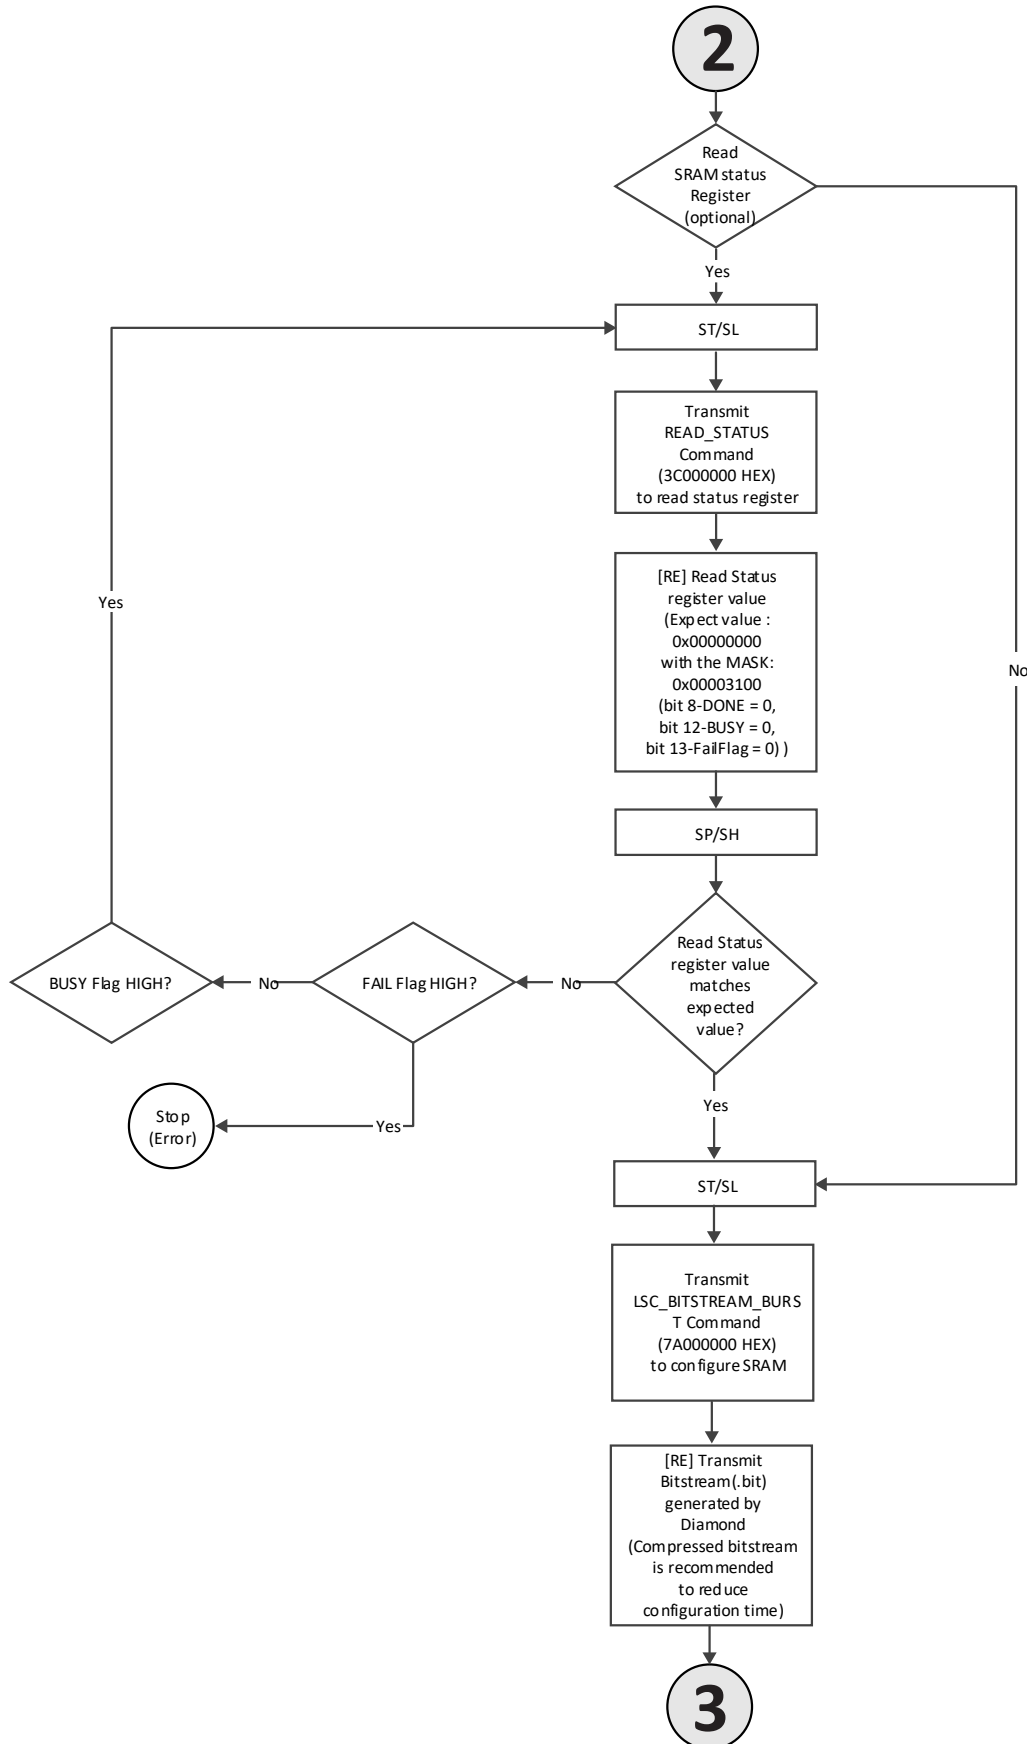 2
Read
SRAM status
Register
(optional)
Yes
ST/SL
Transmit
READ_STATUS
Command
(3C000000 HEX)
to read status register
[RE] Read Status
register value
(Expect value :
0x00000000
with the MASK:
0x00003100
(bit 8-DONE = 0,
bit 12-BUSY = 0,
bit 13-FailFlag = 0) )
Yes
No
SP/SH
Read Status
register value
matches
expected
value?
No
FAIL Flag HIGH?
No
BUSY Flag HIGH?
Yes
Stop
(Error)
Yes
ST/SL
Transmit
LSC_BITSTREAM_BURS
T Command
(7A000000 HEX)
to configure SRAM
[RE] Transmit
Bitstream(.bit)
generated by
Diamond
(Compressed bitstream
is recommended
to reduce
configuration time)
3